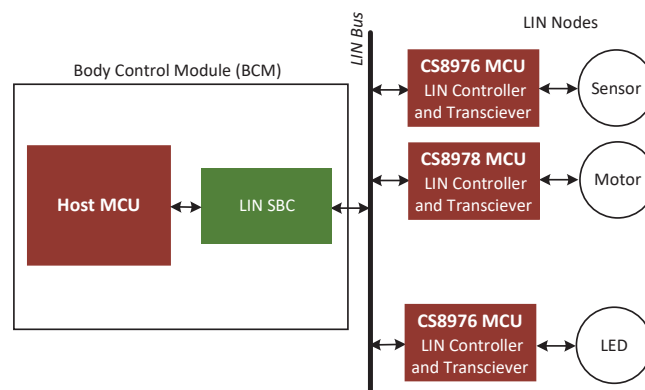 LIN Nodes
LIN Bus
Body Control Module (BCM)
Host MCU
LIN SBC
CS8976 MCU
LIN Controller
and Transciever
Sensor
CS8978 MCU
LIN Controller
and Transciever
Motor
CS8976 MCU
LIN Controller
and Transciever
LED